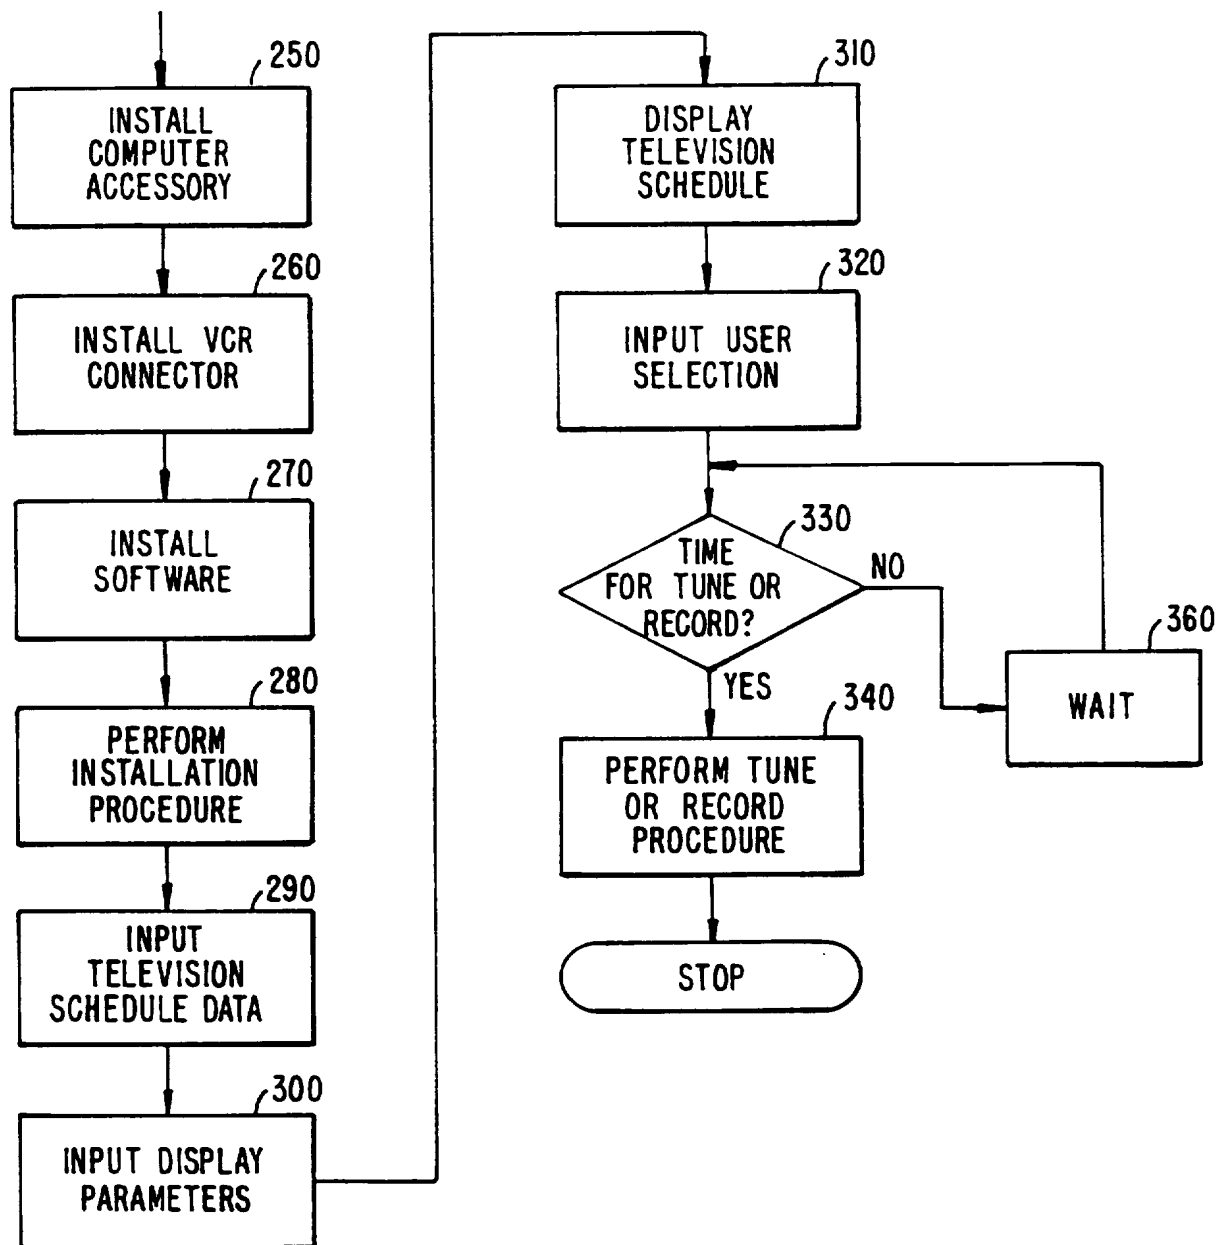 250
INSTALL
COMPUTER
ACCESSORY
260
INSTALL VCR
CONNECTOR
270
INSTALL
SOFTWARE
280
PERFORM
INSTALLATION
PROCEDURE
290
INPUT
TELEVISION
SCHEDULE DATA
300
INPUT DISPLAY
PARAMETERS
310
DISPLAY
TELEVISION
SCHEDULE
320
INPUT USER
SELECTION
330
TIME
FOR TUNE OR
RECORD?
NO
YES
360
WAIT
340
PERFORM TUNE
OR RECORD
PROCEDURE
STOP